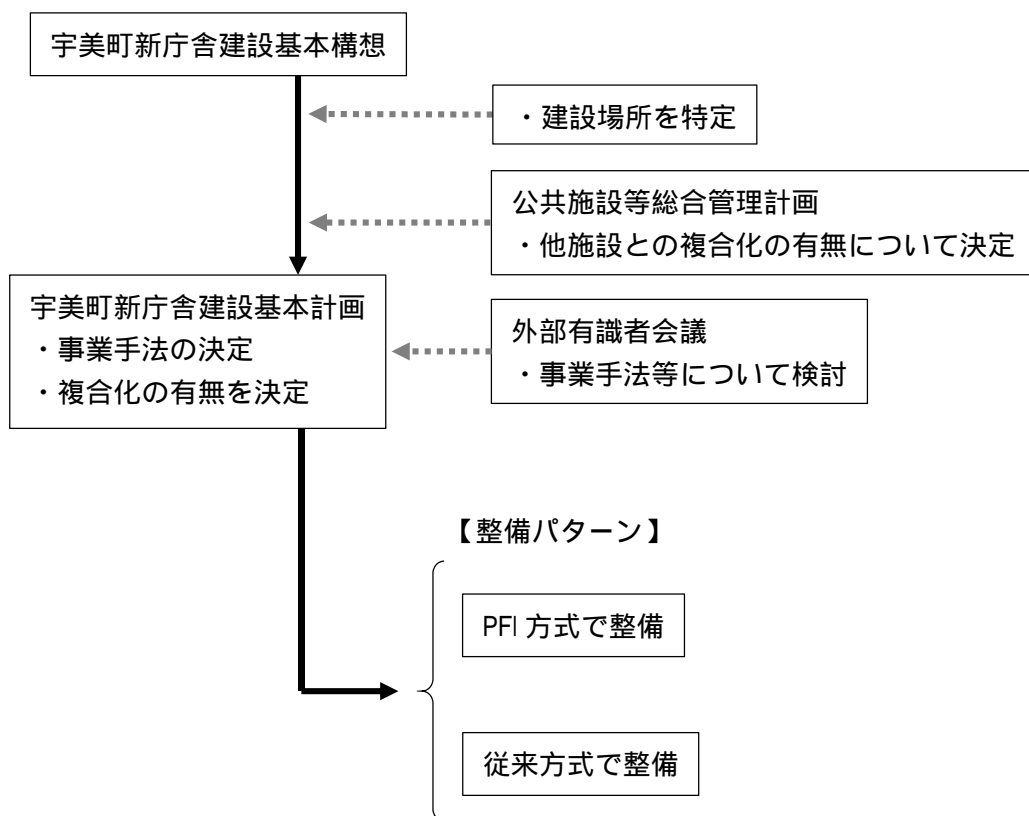 宇美町新庁舎建設基本構想
・建設場所を特定
公共施設等総合管理計画
・他施設との複合化の有無について決定
宇美町新庁舎建設基本計画
・事業手法の決定
・複合化の有無を決定
外部有識者会議
・事業手法等について検討
【整備パターン】
PFI 方式で整備
従来方式で整備